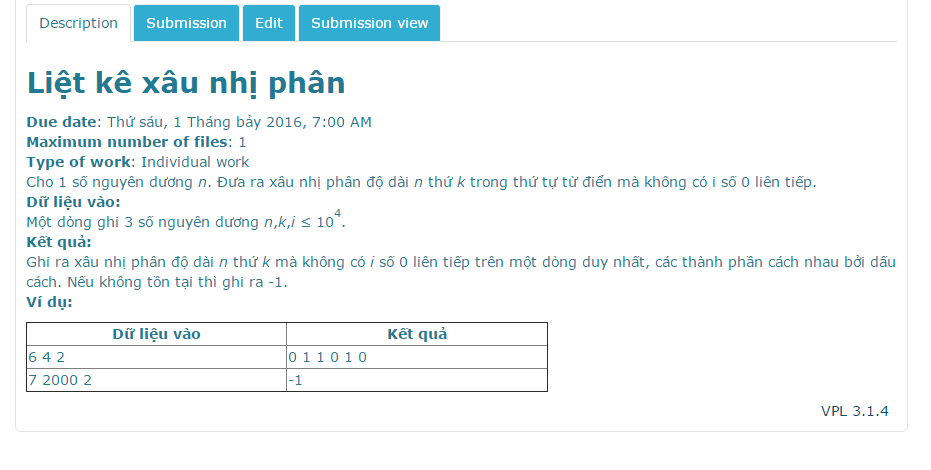 Description Submission Edit Submission view
Liệt kê xâu nhị phân
Due date: Thứ sáu, 1 Tháng bảy 2016, 7:00 AM
Maximum number of files: 1
Type of work: Individual work
Cho 1 số nguyên dương n. Đưa ra xâu nhị phân độ dài n thứ k trong thứ tự từ điển mà không có i số 0 liên tiếp.
Dữ liệu vào:
Một dòng ghi 3 số nguyên dương n,k,i ≤ 10⁴.
Kết quả:
Ghi ra xâu nhị phân độ dài n thứ k mà không có i số 0 liên tiếp trên một dòng duy nhất, các thành phần cách nhau bởi dấu
cách. Nếu không tồn tại thì ghi ra -1.
Ví dụ:
Dữ liệu vào Kết quả
6 4 2 0 1 1 0 1 0
7 2000 2 -1
VPL 3.1.4